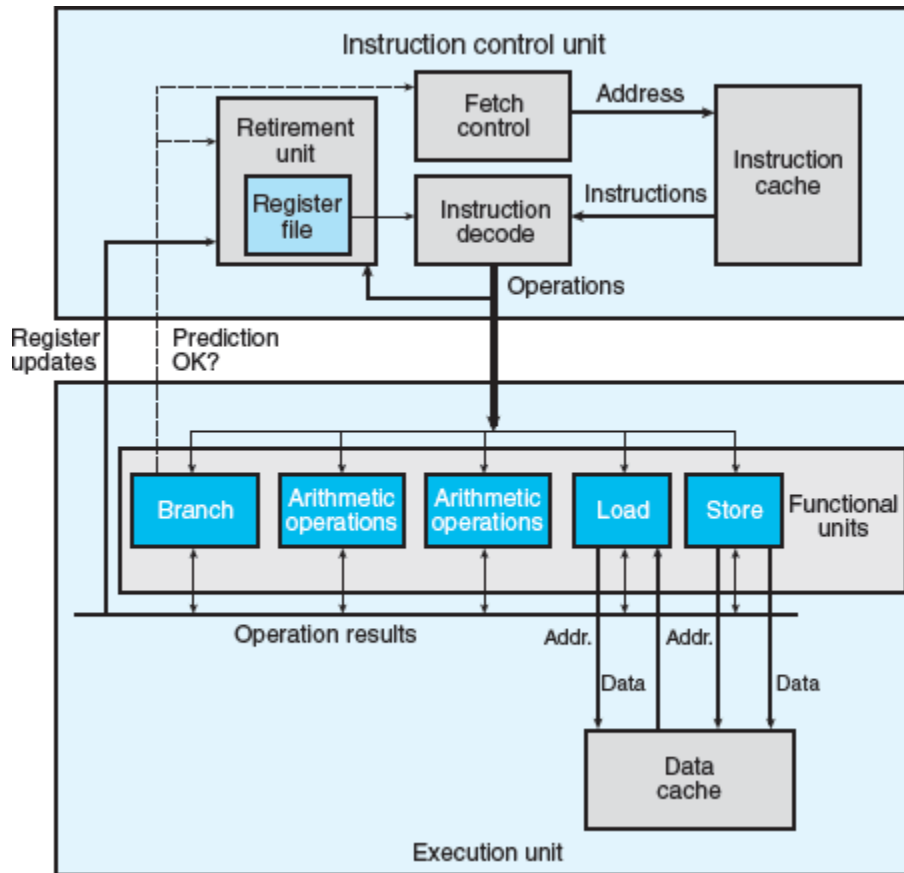 Instruction control unit
Fetch
control
Address
Retirement
unit
Instruction
cache
Register
file
Instruction
decode
Instructions
Operations
Register
updates
Prediction
OK?
Branch
Arithmetic
operations
Arithmetic
operations
Load
Store
Functional
units
Operation results
Addr.
Addr.
Data
Data
Data
cache
Execution unit